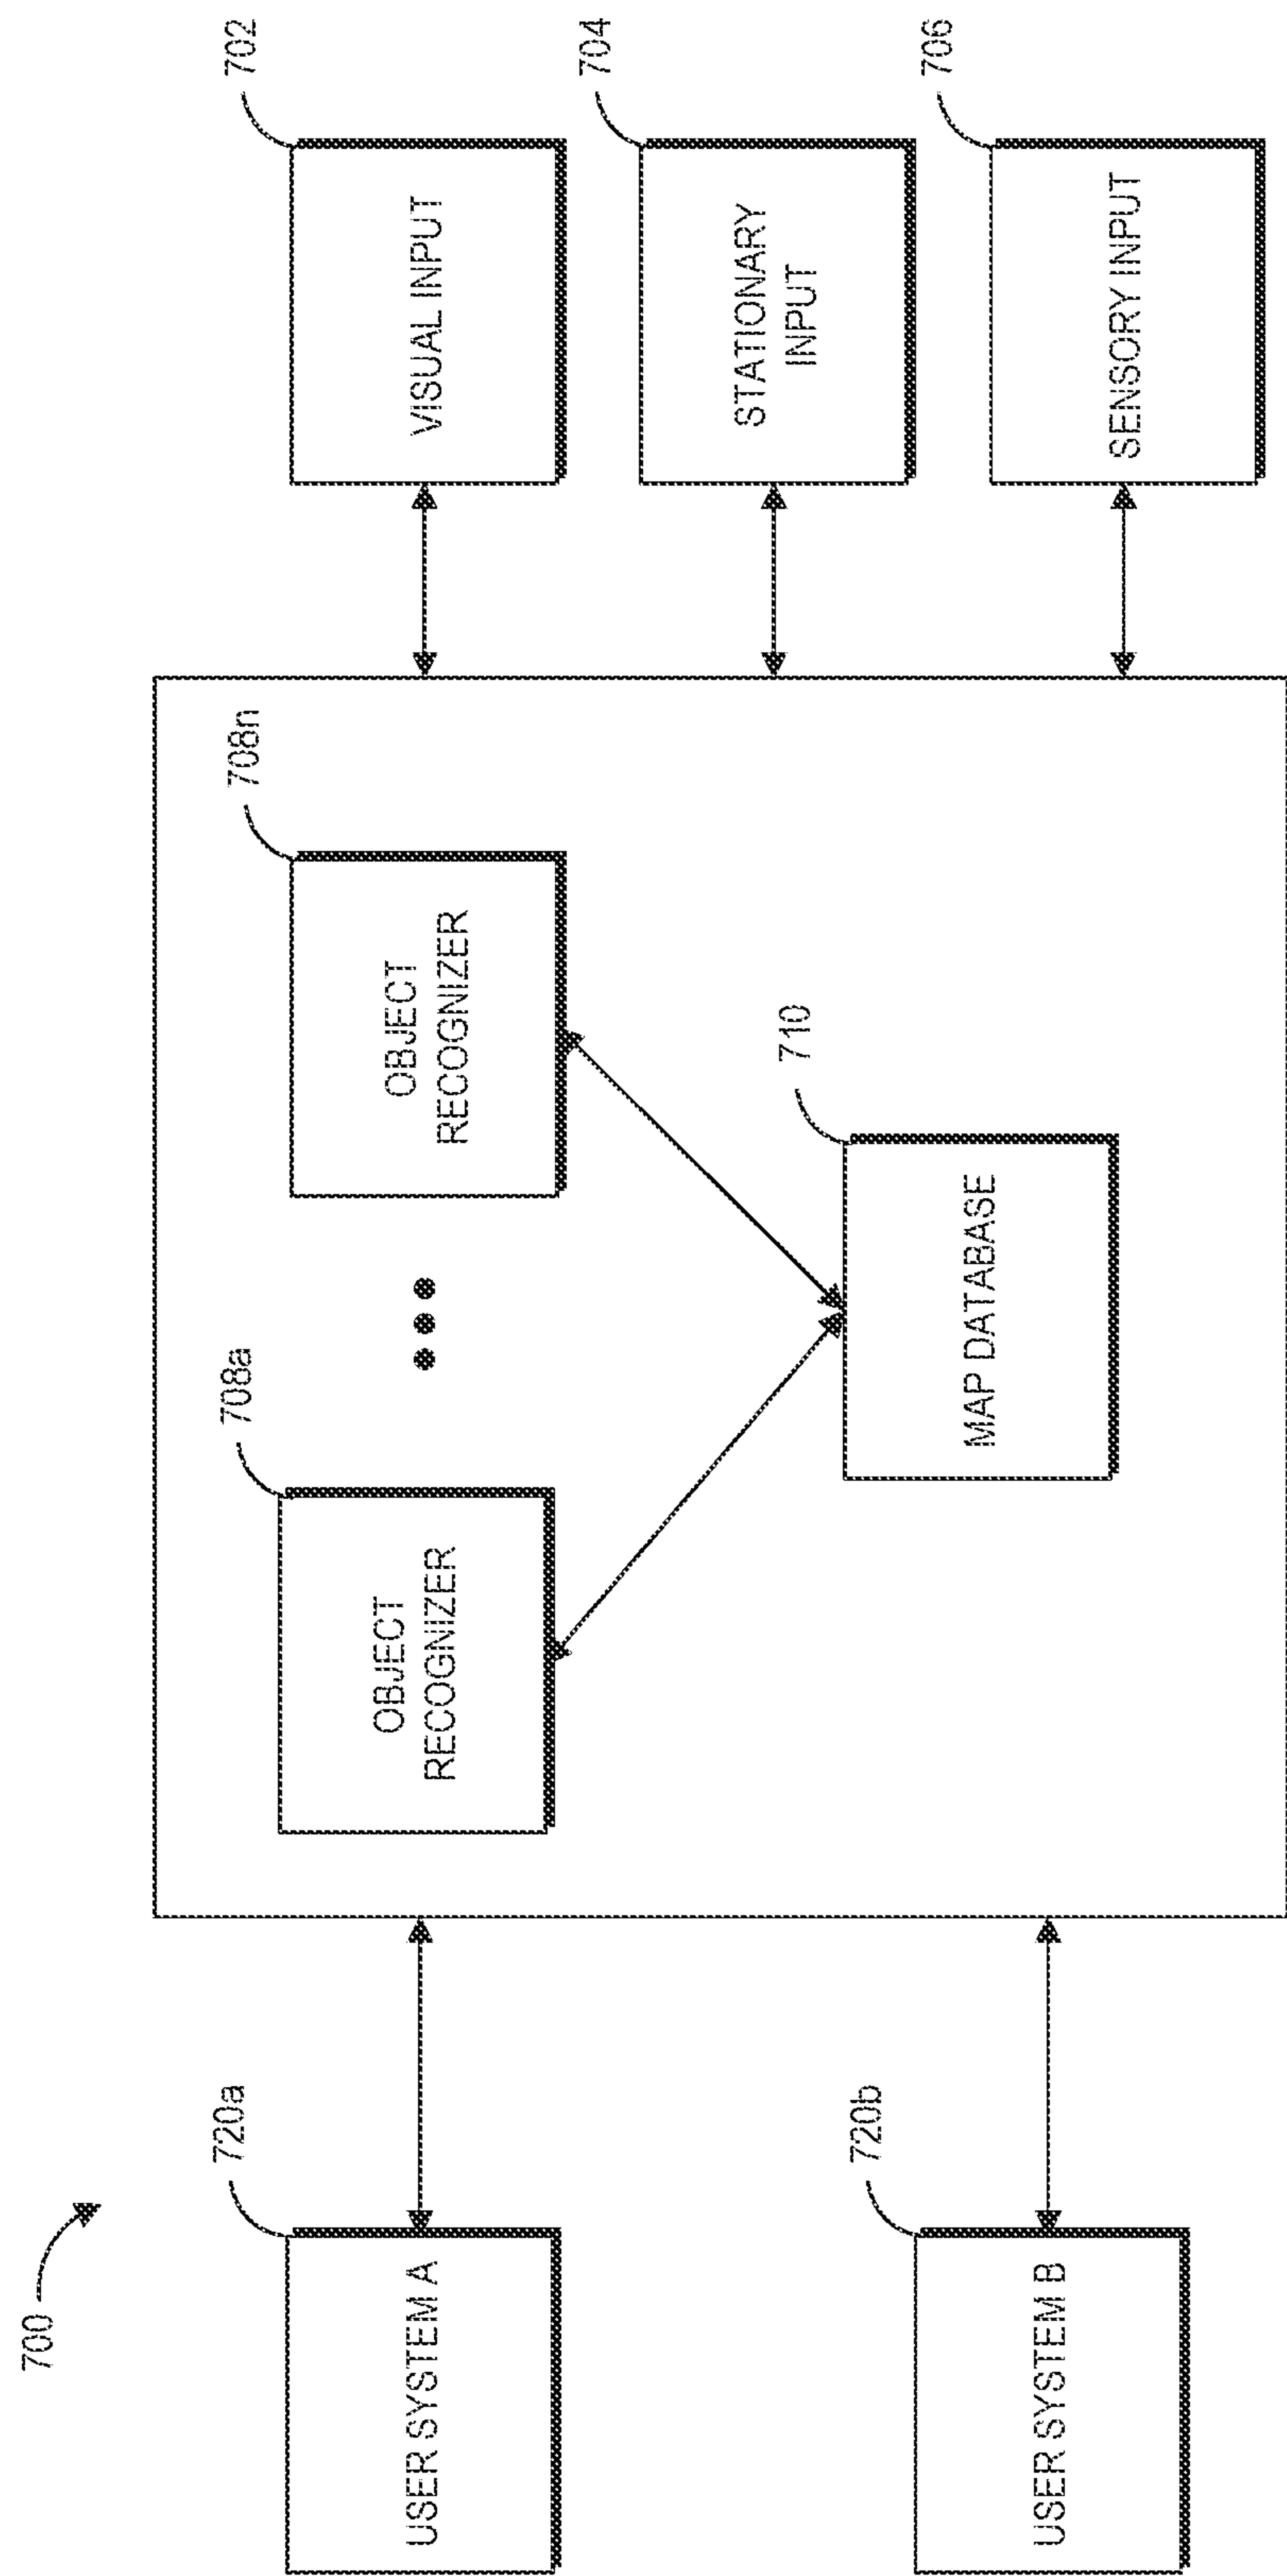 700
720a
USER SYSTEM A
720b
USER SYSTEM B
708a
OBJECT
RECOGNIZER
708n
OBJECT
RECOGNIZER
710
MAP DATABASE
702
VISUAL INPUT
704
STATIONARY
INPUT
706
SENSORY INPUT